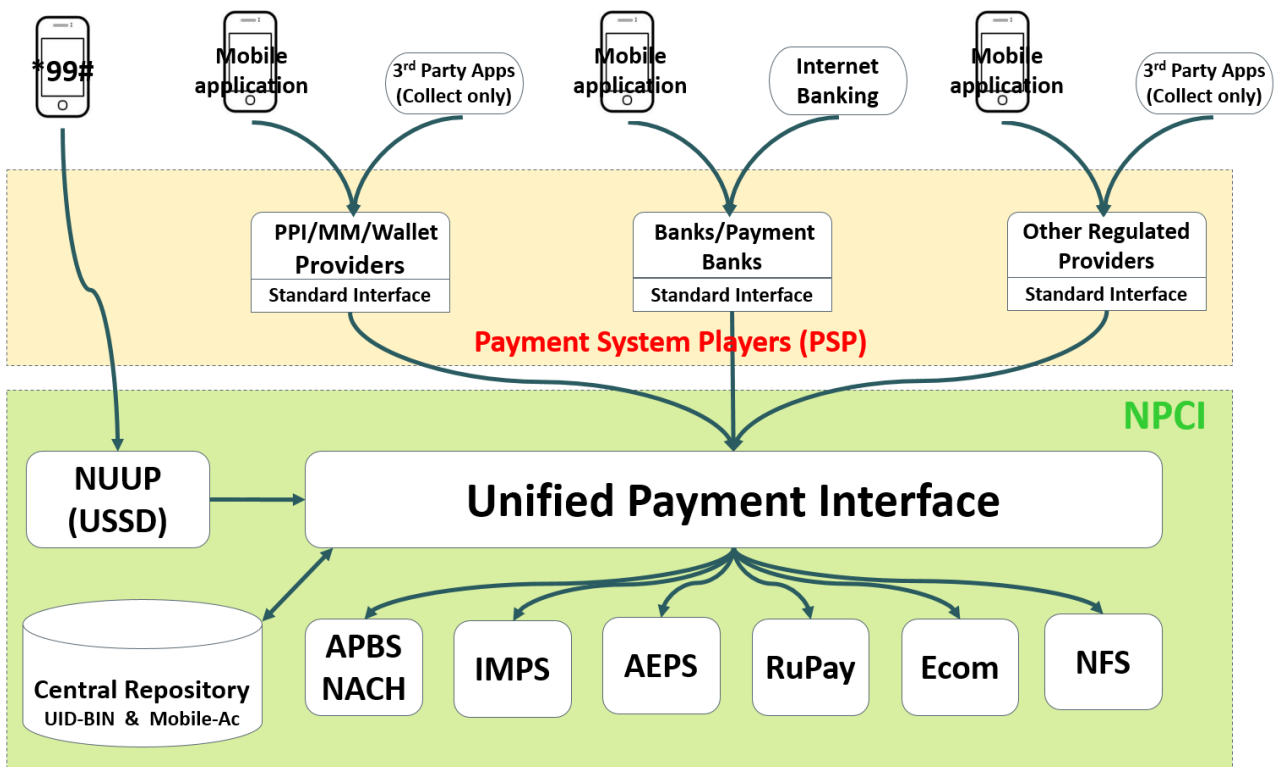 *99#
Mobile
application
3rd Party Apps
(Collect only)
Mobile
application
Internet
Banking
Mobile
application
3rd Party Apps
(Collect only)
PPI/MM/Wallet
Providers
Standard Interface
Banks/Payment
Banks
Standard Interface
Other Regulated
Providers
Standard Interface
Payment System Players (PSP)
NPCI
NUUP
(USSD)
Unified Payment Interface
Central Repository
UID-BIN & Mobile-Ac
APBS
NACH
IMPS
AEPS
RuPay
Ecom
NFS